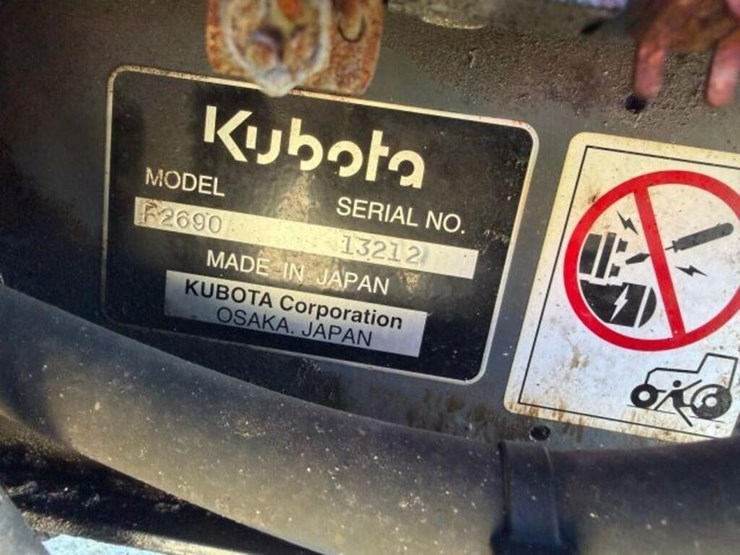 Kubota
MODEL
SERIAL NO.
F2690
13212
MADE IN JAPAN
KUBOTA Corporation
OSAKA. JAPAN